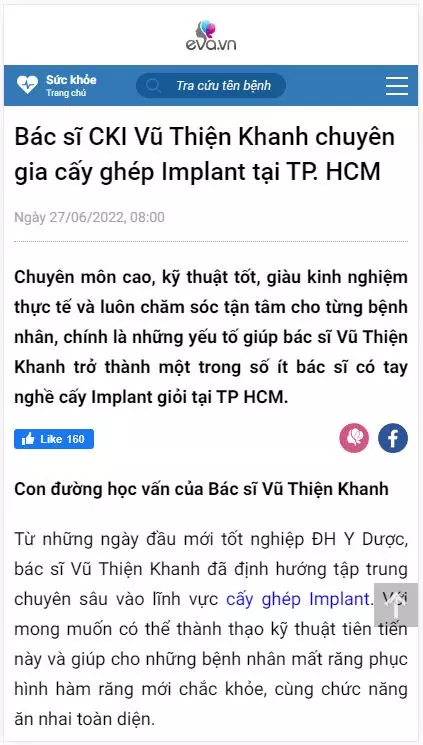 eva.vn
Sức khỏe
Trang chủ
Tra cứu tên bệnh
Bác sĩ CKI Vũ Thiện Khanh chuyên
gia cấy ghép Implant tại TP. HCM
Ngày 27/06/2022, 08:00
Chuyên môn cao, kỹ thuật tốt, giàu kinh nghiệm
thực tế và luôn chăm sóc tận tâm cho từng bệnh
nhân, chính là những yếu tố giúp bác sĩ Vũ Thiện
Khanh trở thành một trong số ít bác sĩ có tay
nghề cấy Implant giỏi tại TP HCM.
Like 160
Con đường học vấn của Bác sĩ Vũ Thiện Khanh
Từ những ngày đầu mới tốt nghiệp ĐH Y Dược,
bác sĩ Vũ Thiện Khanh đã định hướng tập trung
chuyên sâu vào lĩnh vực cấy ghép Implant. Với
mong muốn có thể thành thạo kỹ thuật tiên tiến
này và giúp cho những bệnh nhân mất răng phục
hình hàm răng mới chắc khỏe, cùng chức năng
ăn nhai toàn diện.